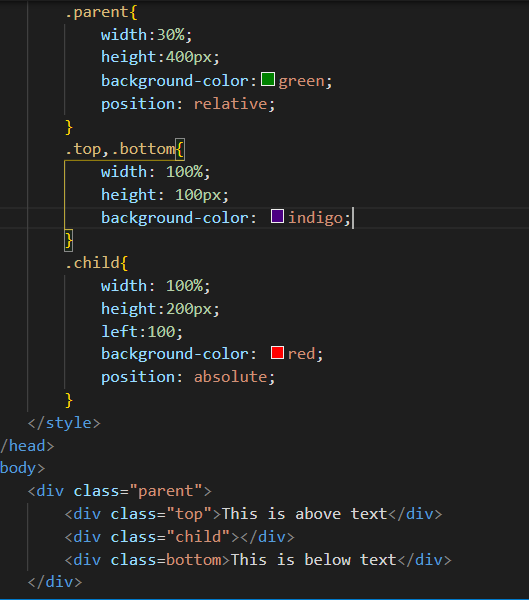 .parent{
width:30%;
height:400px;
background-color:green;
position: relative;
}
.top,.bottom{
width: 100%;
height: 100px;
background-color: indigo;
}
.child{
width: 100%;
height:200px;
left:100;
background-color: red;
position: absolute;
}
</style>
/head>
body>
<div class="parent">
<div class="top">This is above text</div>
<div class="child"></div>
<div class=bottom>This is below text</div>
</div>